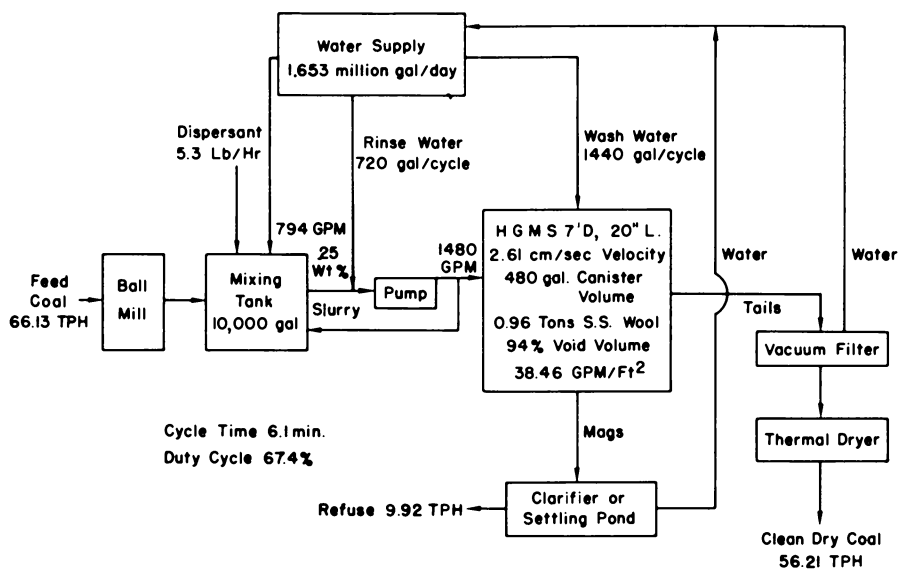 Water Supply
1.653 million gal/day
Dispersant
5.3 Lb/Hr
Rinse Water
720 gal/cycle
Wash Water
1440 gal/cycle
794 GPM
25
Wt %
1480
GPM
Feed
Coal
66.13 TPH
Ball
Mill
Mixing
Tank
10,000 gal
Slurry
Pump
H G M S 7'D, 20" L.
2.61 cm/sec Velocity
480 gal. Canister
Volume
0.96 Tons S.S. Wool
94% Void Volume
38.46 GPM/Ft2
Water
Water
Tails
Vacuum Filter
Thermal Dryer
Clean Dry Coal
56.21 TPH
Cycle Time 6.1 min.
Duty Cycle 67.4%
Mags
Refuse 9.92 TPH
Clarifier or
Settling Pond